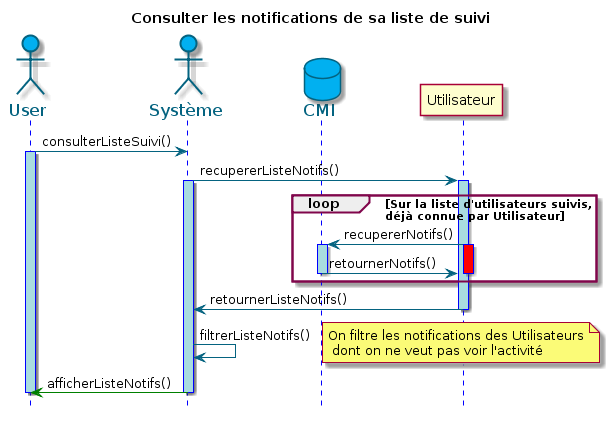 Consulter les notifications de sa liste de suivi
User
Système
CMI
Utilisateur
consulterListeSuivi()
recupererListeNotifs()
loop
[Sur la liste d'utilisateurs suivis,
déjà connue par Utilisateur]
recupererNotifs()
retournerNotifs()
retournerListeNotifs()
filtrerListeNotifs()
On filtre les notifications des Utilisateurs
dont on ne veut pas voir l'activité
afficherListeNotifs()